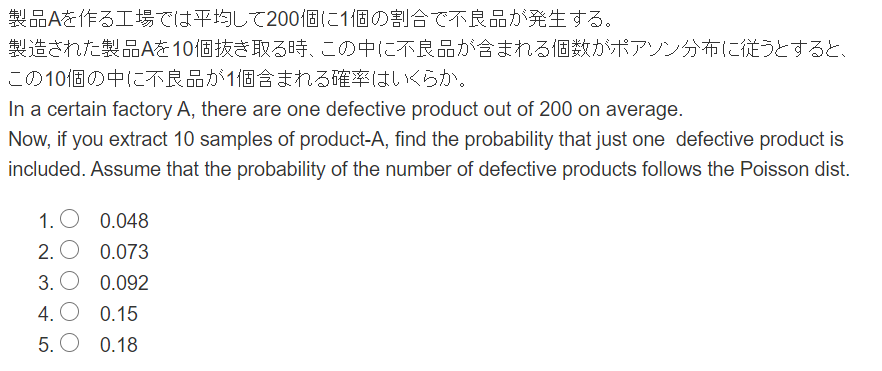 製品Aを作る工場では平均して200個に1個の割合で不良品が発生する。
製造された製品Aを10個抜き取る時、この中に不良品が含まれる個数がポアソン分布に従うとすると、
この10個の中に不良品が1個含まれる確率はいくらか。
In a certain factory A, there are one defective product out of 200 on average.
Now, if you extract 10 samples of product-A, find the probability that just one  defective product is
included. Assume that the probability of the number of defective products follows the Poisson dist.
1. 0.048
2. 0.073
3. 0.092
4. 0.15
5. 0.18